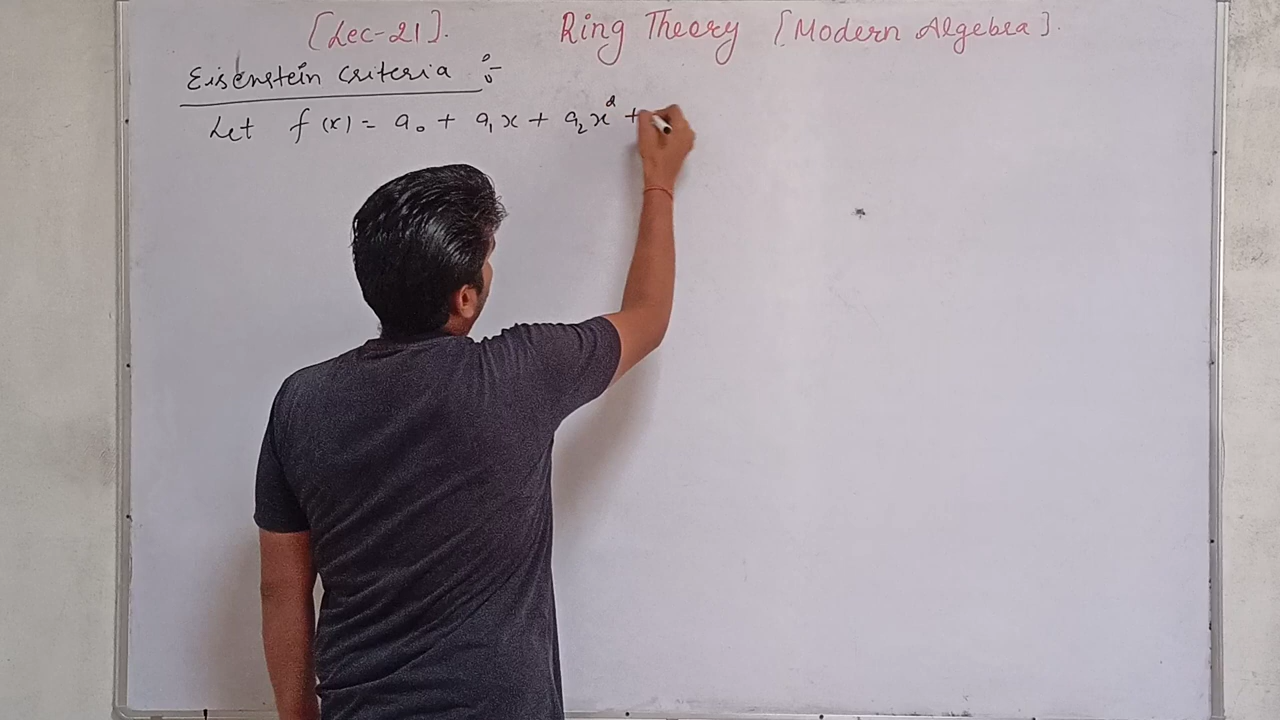 [Lec-21]. Ring Theory [Modern Algebra].
Eisenstein Criteria :-
Let f(x) = a₀ + a₁x + a₂x² +